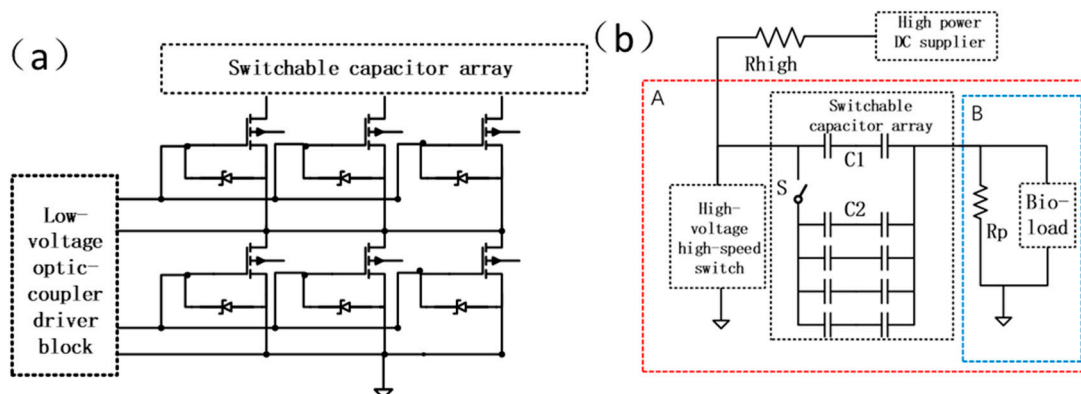 (a)
Switchable capacitor array
Low-
voltage
optic-
coupler
driver
block
(b)
High power
DC supplier
Rhigh
A
Switchable
capacitor array
B
C1
S
C2
High-
voltage
high-speed
switch
Rp
Bio-
load